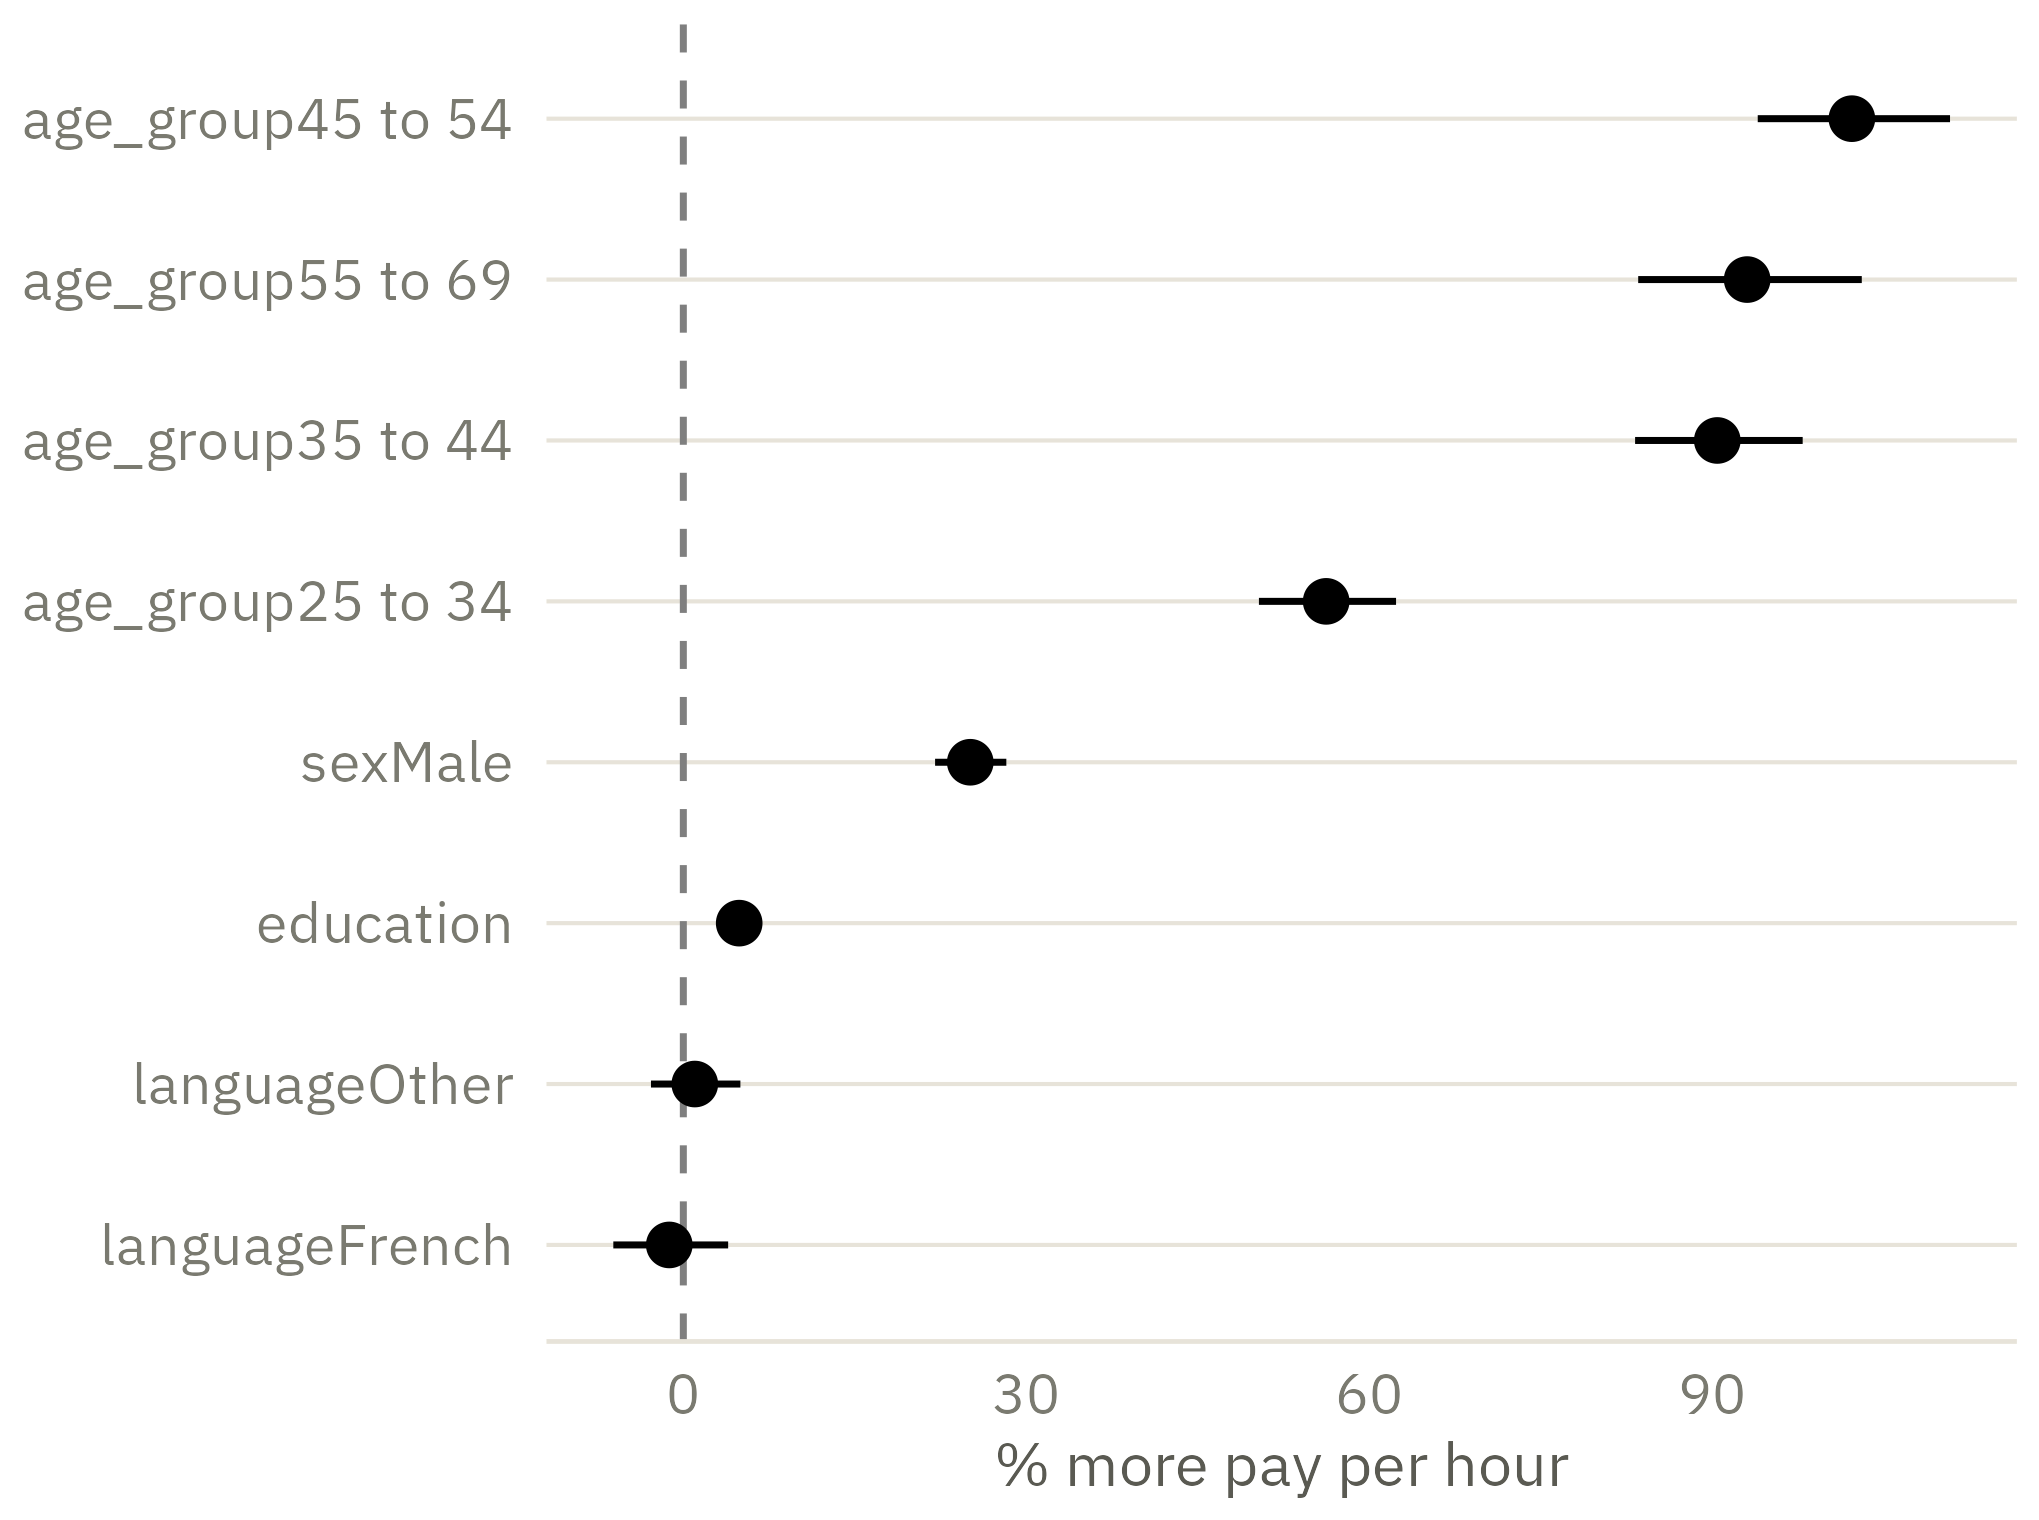 age_group45 to 54
age_group55 to 69
age_group35 to 44
age_group25 to 34
sexMale
education
languageOther
languageFrench
0 30 60 90
% more pay per hour